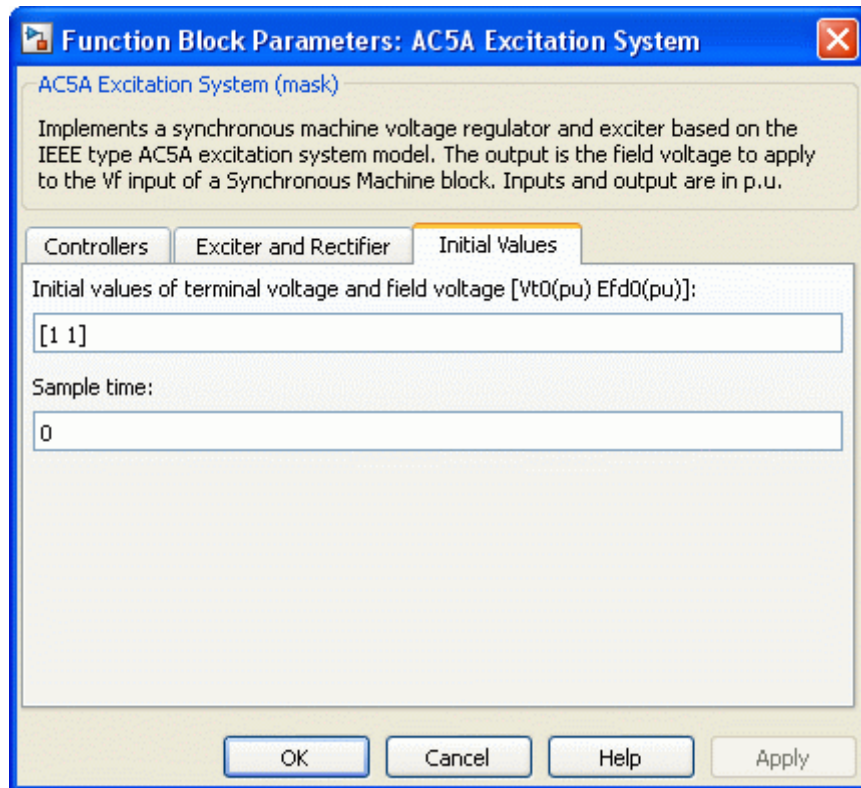 Function Block Parameters: AC5A Excitation System
AC5A Excitation System (mask)
Implements a synchronous machine voltage regulator and exciter based on the
IEEE type AC5A excitation system model. The output is the field voltage to apply
to the Vf input of a Synchronous Machine block. Inputs and output are in p.u.
Controllers Exciter and Rectifier Initial Values
Initial values of terminal voltage and field voltage [Vt0(pu) Efd0(pu)]:
[1 1]
Sample time:
0
OK Cancel Help Apply